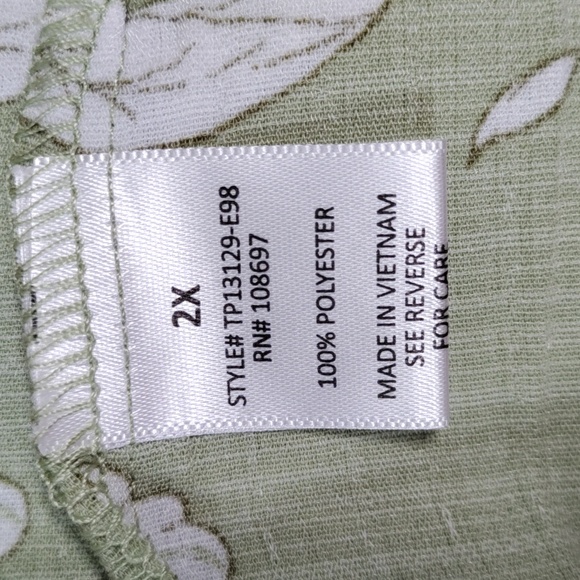 2X
STYLE# TP13129-E98
RN# 108697
100% POLYESTER
MADE IN VIETNAM
SEE REVERSE
FOR CARE